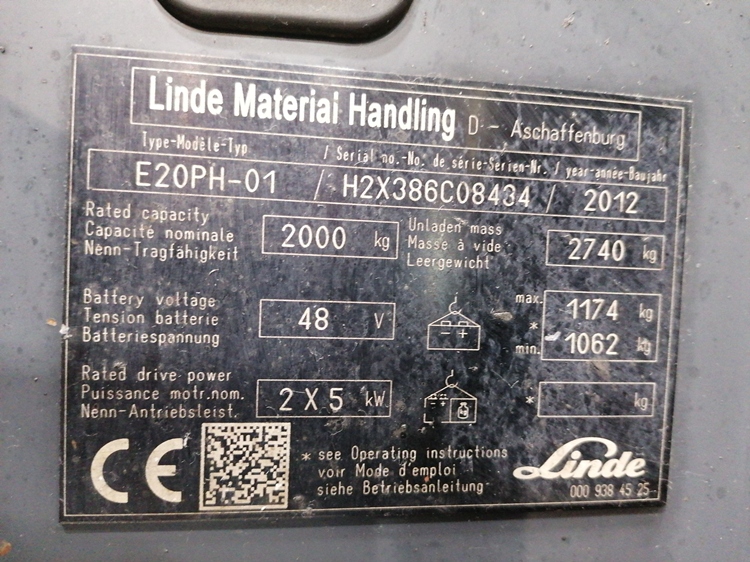 Linde Material Handling D - Aschaffenburg
Type-Modèle-Typ / Serial no.-No. de série-Serien-Nr. / year-année-Baujahr
E20PH-01 / H2X386C08434 / 2012
Rated capacity
Capacité nominale
Nenn-Tragfähigkeit
2000 kg
Unladen mass
Masse à vide
Leergewicht
2740 kg
Battery voltage
Tension batterie
Batteriespannung
48 V
- +
max. 1174 kg
*
min. 1062 kg
Rated drive power
Puissance motr.nom.
Nenn-Antriebsleist.
2 X 5 kW
kg
* kg
CE
* see Operating instructions
voir Mode d'emploi
siehe Betriebsanleitung
Linde
000 938 45 25